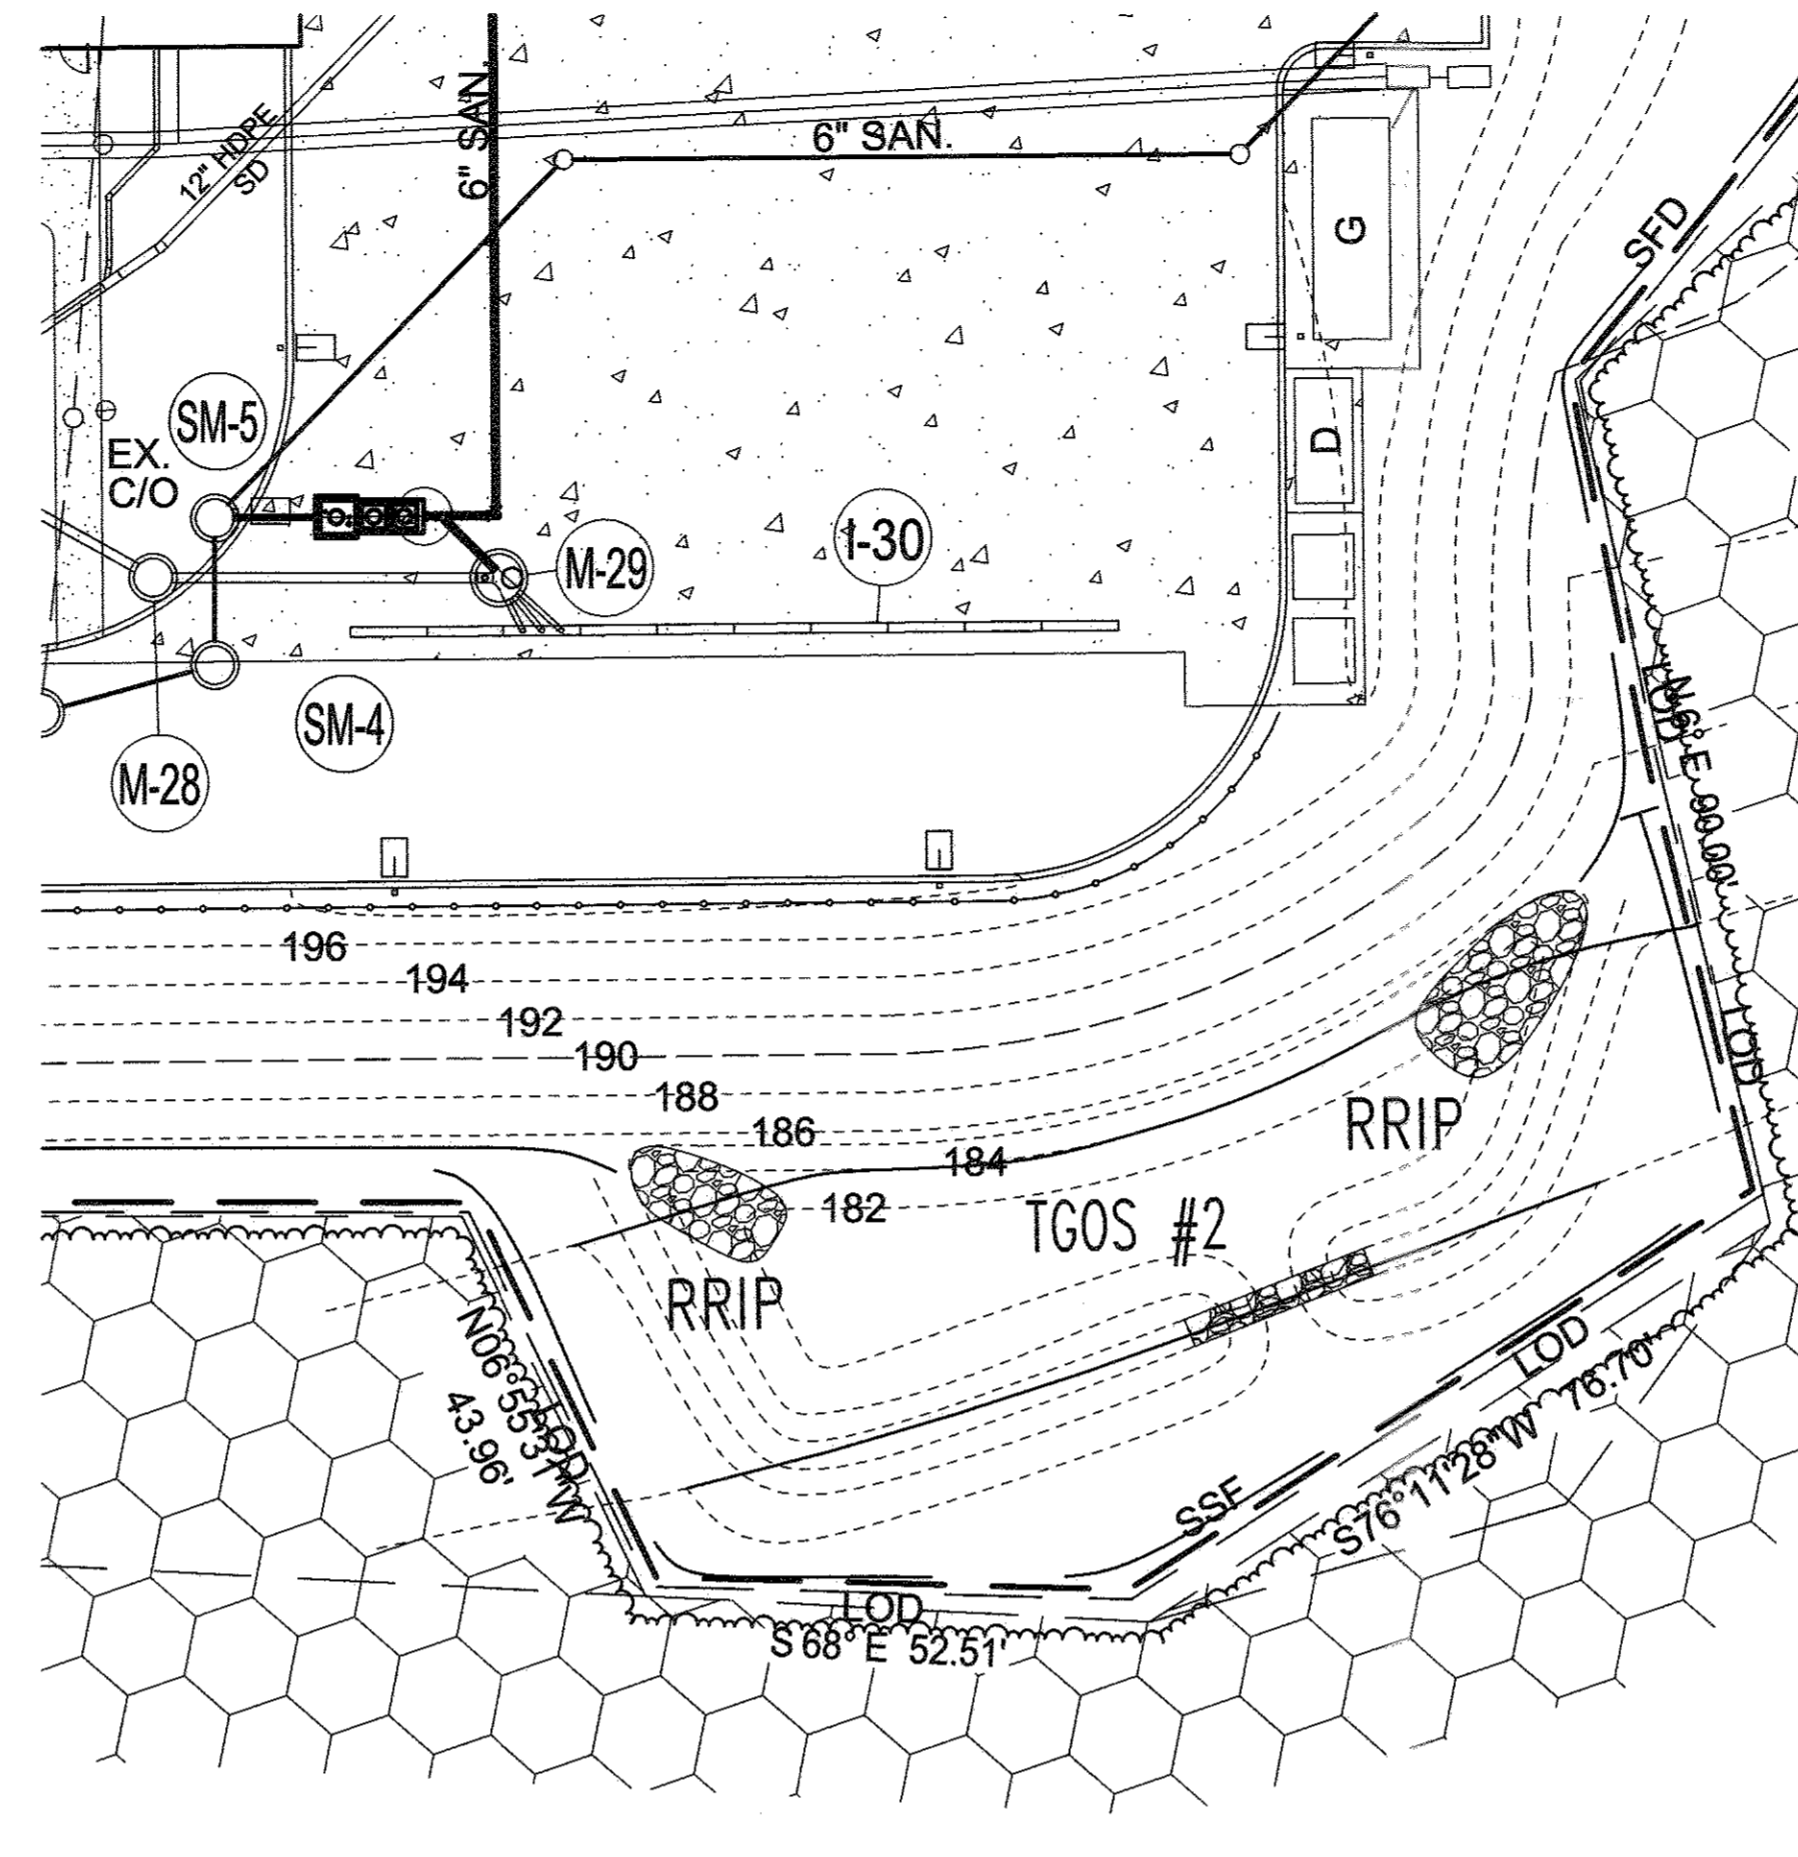 6" SAN.
6" SAN.
12" HDPE
SD
G
SFD
SM-5
D
EX.
C/O
I-30
M-29
LOD
SM-4
M-28
90.00'
196
194
192
190
LOD
188
186
RRIP
184
182
TGOS #2
RRIP
LOD
76.70'
43.96'
S76°11'28"W
SSF
LOD
LOD
S 68° E 52.51'